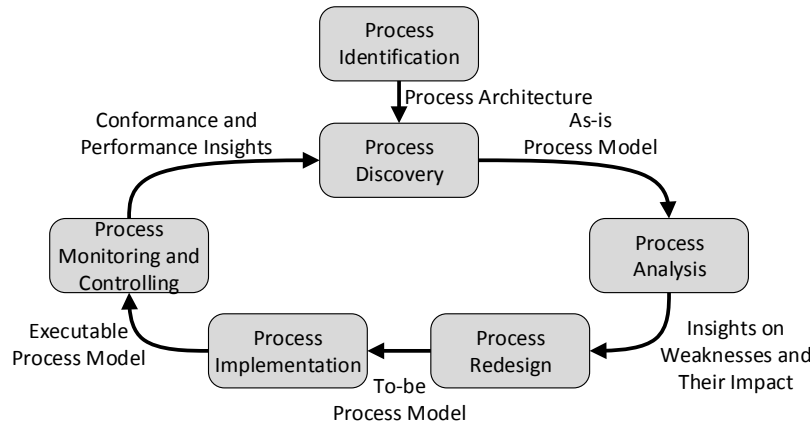 Process
Identification
Process Architecture
Conformance and
Performance Insights
Process
Discovery
As-is
Process Model
Process
Monitoring and
Controlling
Process
Analysis
Executable
Process Model
Process
Implementation
To-be
Process Model
Process
Redesign
Insights on
Weaknesses and
Their Impact